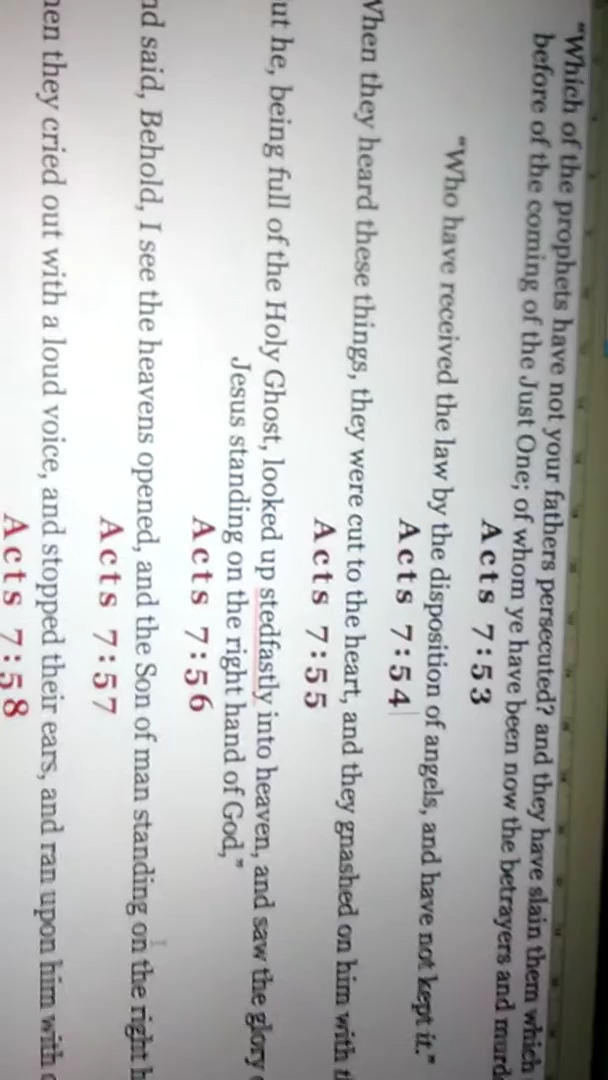 "Which of the prophets have not your fathers persecuted? and they have slain them which
before of the coming of the Just One; of whom ye have been now the betrayers and murd
Acts 7:53
"Who have received the law by the disposition of angels, and have not kept it."
Acts 7:54
When they heard these things, they were cut to the heart, and they gnashed on him with t
Acts 7:55
ut he, being full of the Holy Ghost, looked up stedfastly into heaven, and saw the glory
Jesus standing on the right hand of God,"
Acts 7:56
nd said, Behold, I see the heavens opened, and the Son of man standing on the right h
Acts 7:57
hen they cried out with a loud voice, and stopped their ears, and ran upon him with
Acts 7:58